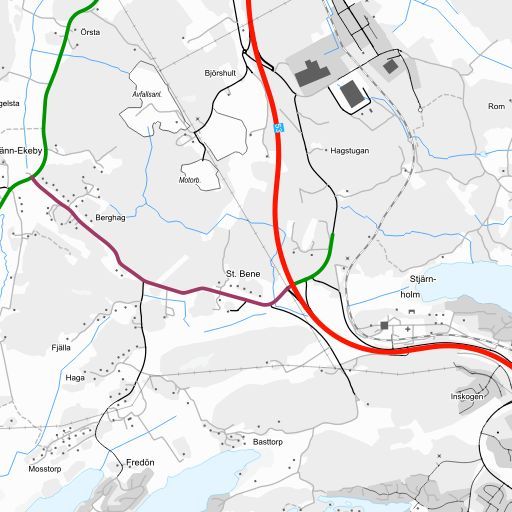 Örsta
Björshult
Avfallsanl.
gelsta
Rom
änn-Ekeby
Hagstugan
Motorb.
Berghag
St. Bene
Stjärn-
holm
Fjälla
Haga
Inskogen
Basttorp
Mosstorp
Fredön